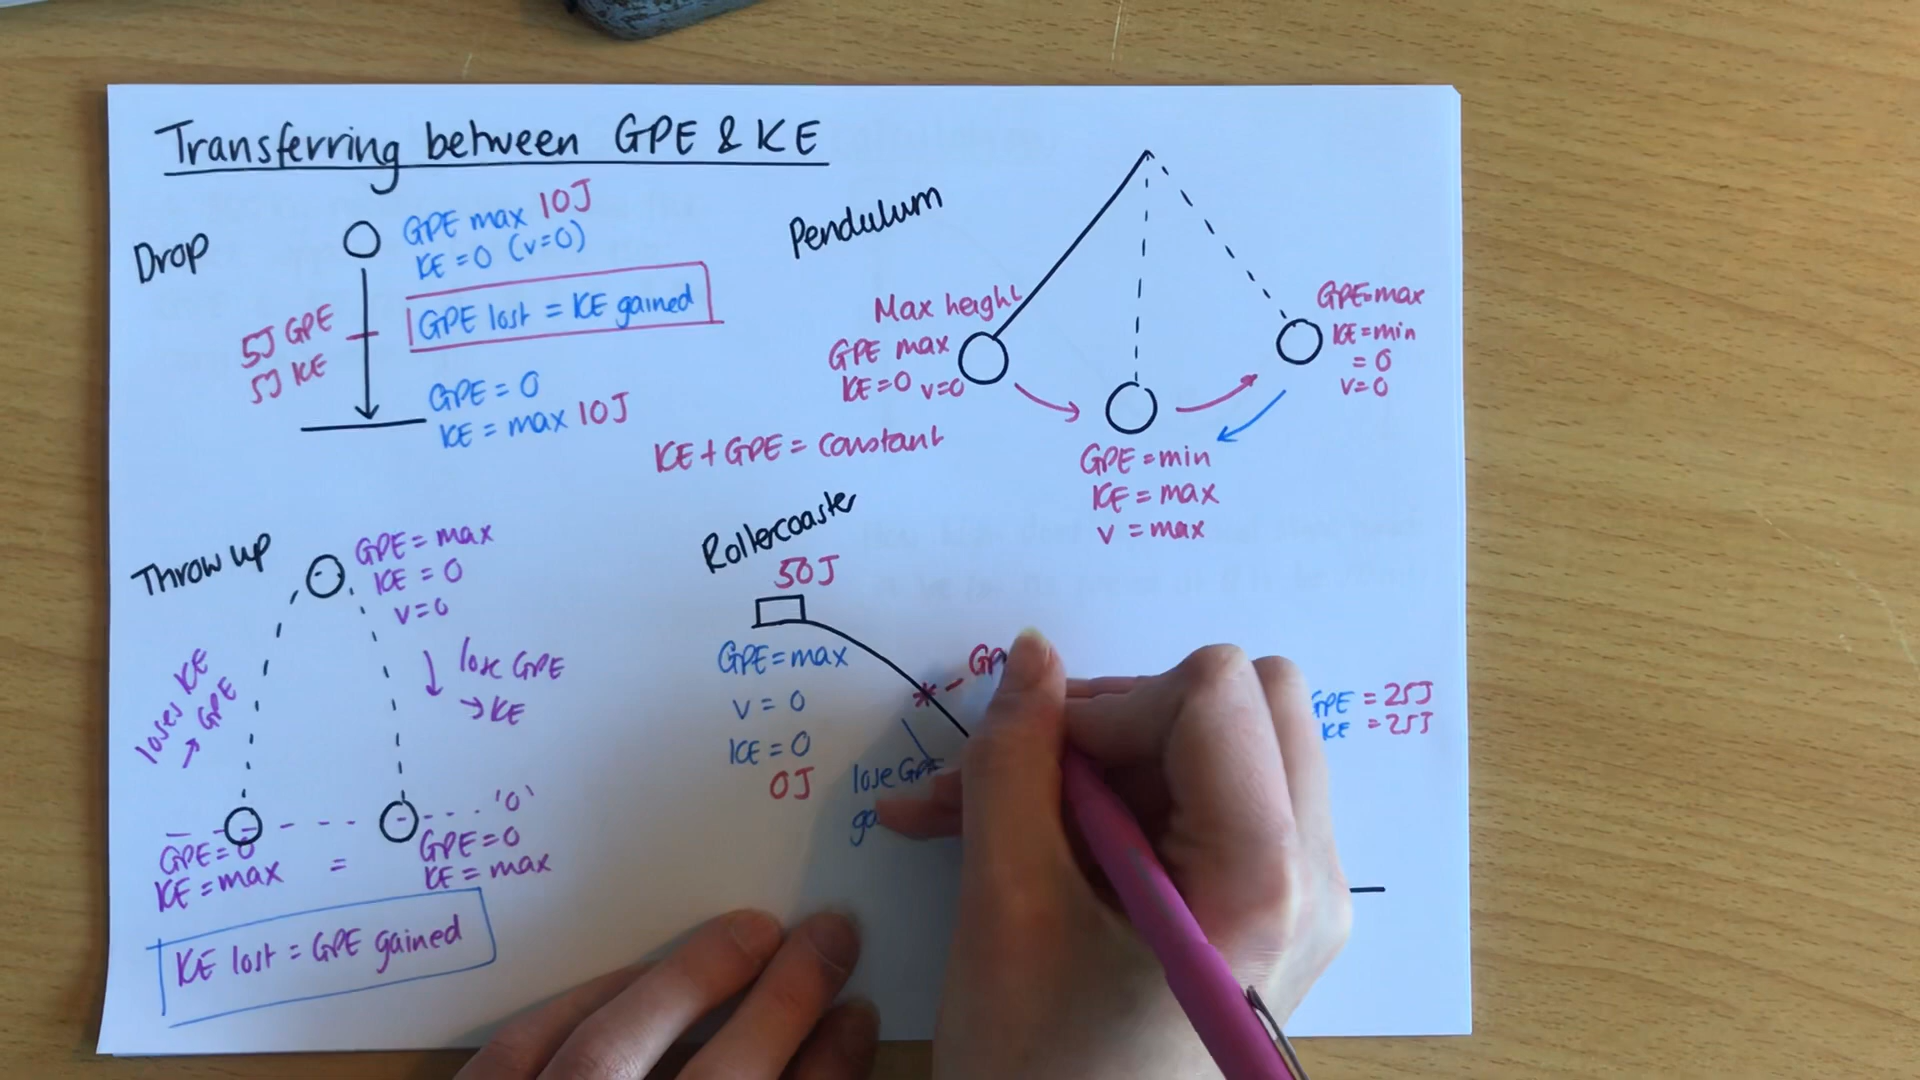 Transferring between GPE & KE
Drop
GPE max 10J
KE = 0 (v=0)
GPE lost = KE gained
5J GPE
5J KE
GPE = 0
KE = max 10J
Pendulum
Max height
GPE max
KE=0 v=0
GPE=max
KE=min
= 0
v=0
GPE=min
KE = max
v = max
KE + GPE = constant
Throw up
GPE = max
KE = 0
v=0
loses KE
→ GPE
lose GPE
→ KE
'0'
GPE=0
KE=max
=
GPE=0
KE=max
KE lost = GPE gained
Rollercoaster
50J
GPE=max
v = 0
KE = 0
0J
lose GPE
GPE = 25J
KE = 25J